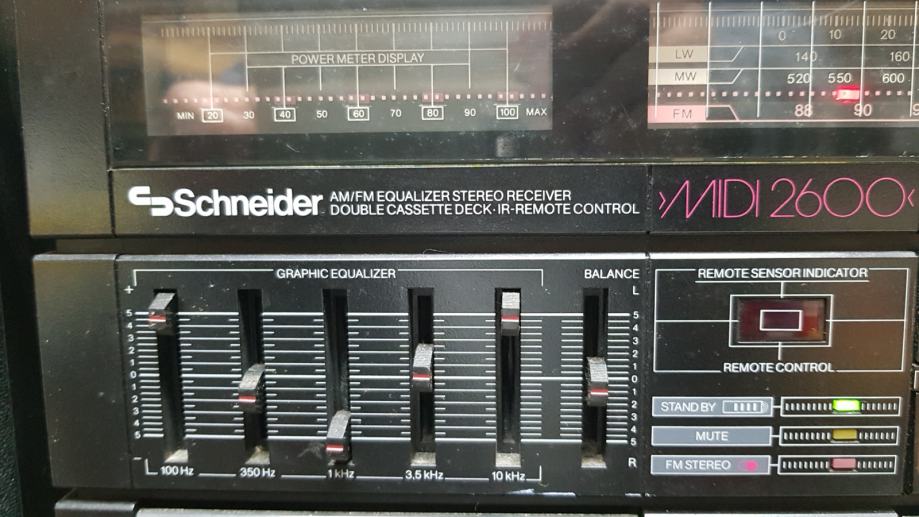 POWER METER DISPLAY
MIN 20 30 40 50 60 70 80 90 100 MAX
0 10 20
LW 140 160
MW 520 550 600
FM 88 90
Schneider AM/FM EQUALIZER STEREO RECEIVER
DOUBLE CASSETTE DECK·IR-REMOTE CONTROL
MIDI 2600
GRAPHIC EQUALIZER
BALANCE
+ L
5 5
4 4
3 3
2 2
1 1
0 0
1 1
2 2
3 3
4 4
5 5
- R
100 Hz 350 Hz 1 kHz 3,5 kHz 10 kHz
REMOTE SENSOR INDICATOR
REMOTE CONTROL
STAND BY
MUTE
FM STEREO